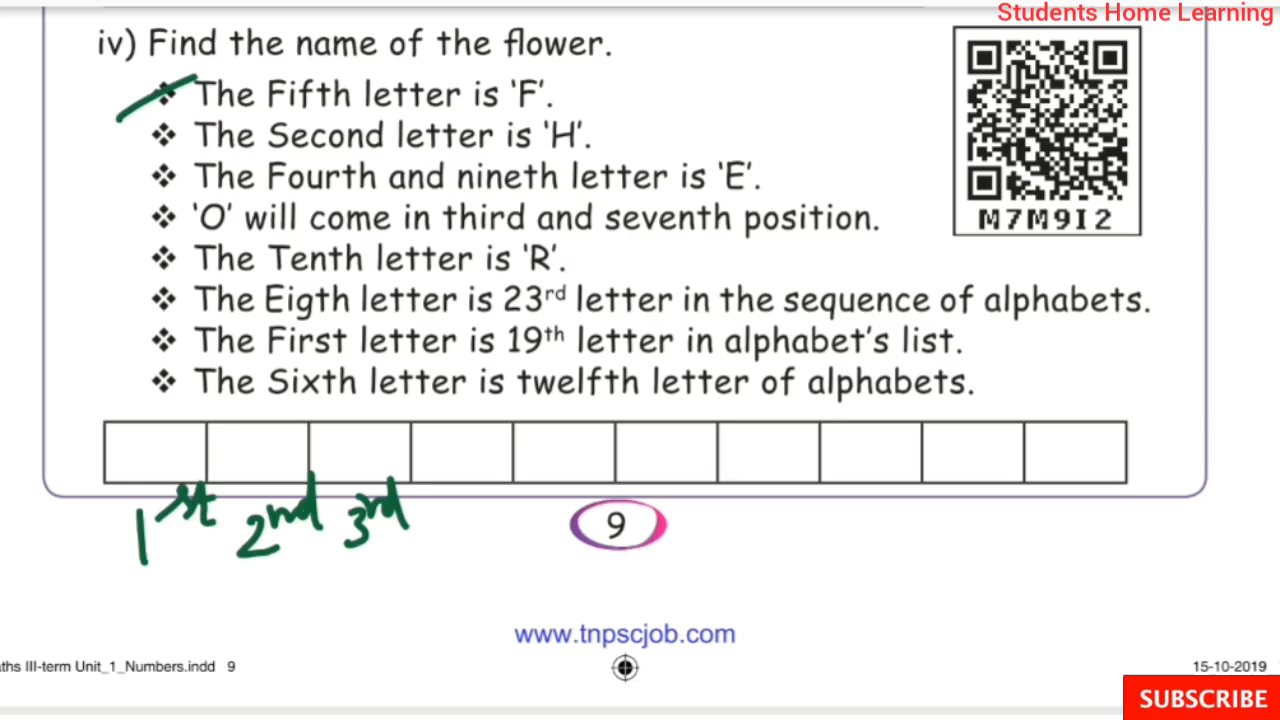 Students Home Learning
iv) Find the name of the flower.
❖ The Fifth letter is ‘F’.
❖ The Second letter is ‘H’.
❖ The Fourth and nineth letter is ‘E’.
❖ ‘O’ will come in third and seventh position.
❖ The Tenth letter is ‘R’.
❖ The Eigth letter is 23rd letter in the sequence of alphabets.
❖ The First letter is 19th letter in alphabet’s list.
❖ The Sixth letter is twelfth letter of alphabets.
M7M9I2
1st 2nd 3rd
9
www.tnpscjob.com
ths III-term Unit_1_Numbers.indd 9
15-10-2019
SUBSCRIBE